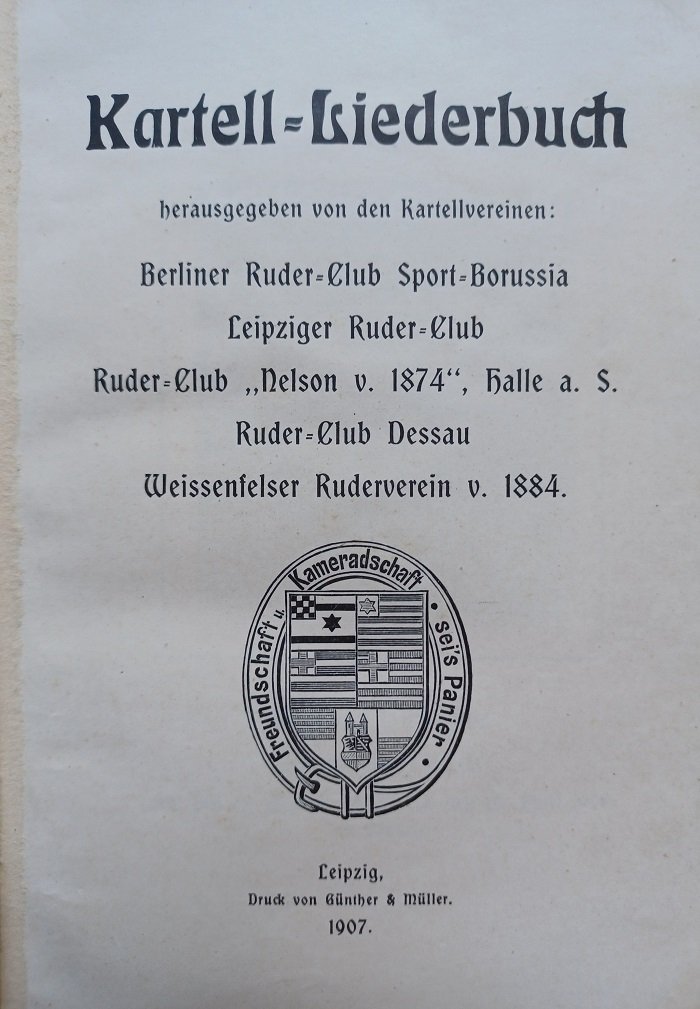 Kartell=Liederbuch
herausgegeben von den Kartellvereinen:
Berliner Ruder=Club Sport=Borussia
Leipziger Ruder=Club
Ruder=Club „Nelson v. 1874“, Halle a. S.
Ruder=Club Dessau
Weissenfelser Ruderverein v. 1884.
Freundschaft u. Kameradschaft • sei's Panier •
Leipzig,
Druck von Günther & Müller.
1907.